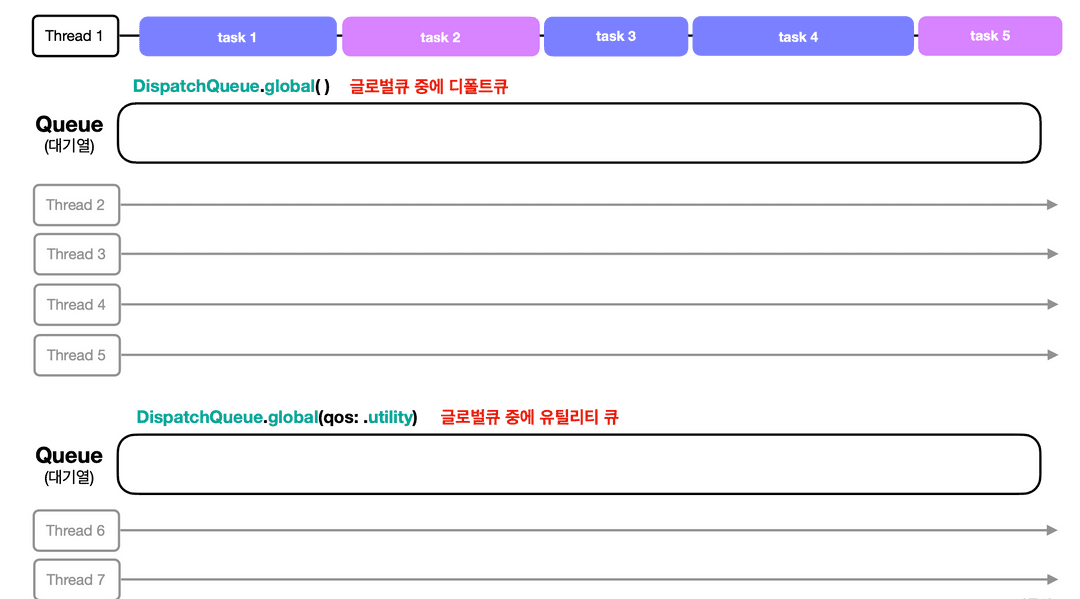 Thread 1
task 1
task 2
task 3
task 4
task 5
DispatchQueue.global( )
글로벌큐 중에 디폴트큐
Queue
(대기열)
Thread 2
Thread 3
Thread 4
Thread 5
DispatchQueue.global(qos: .utility)
글로벌큐 중에 유틸리티 큐
Queue
(대기열)
Thread 6
Thread 7